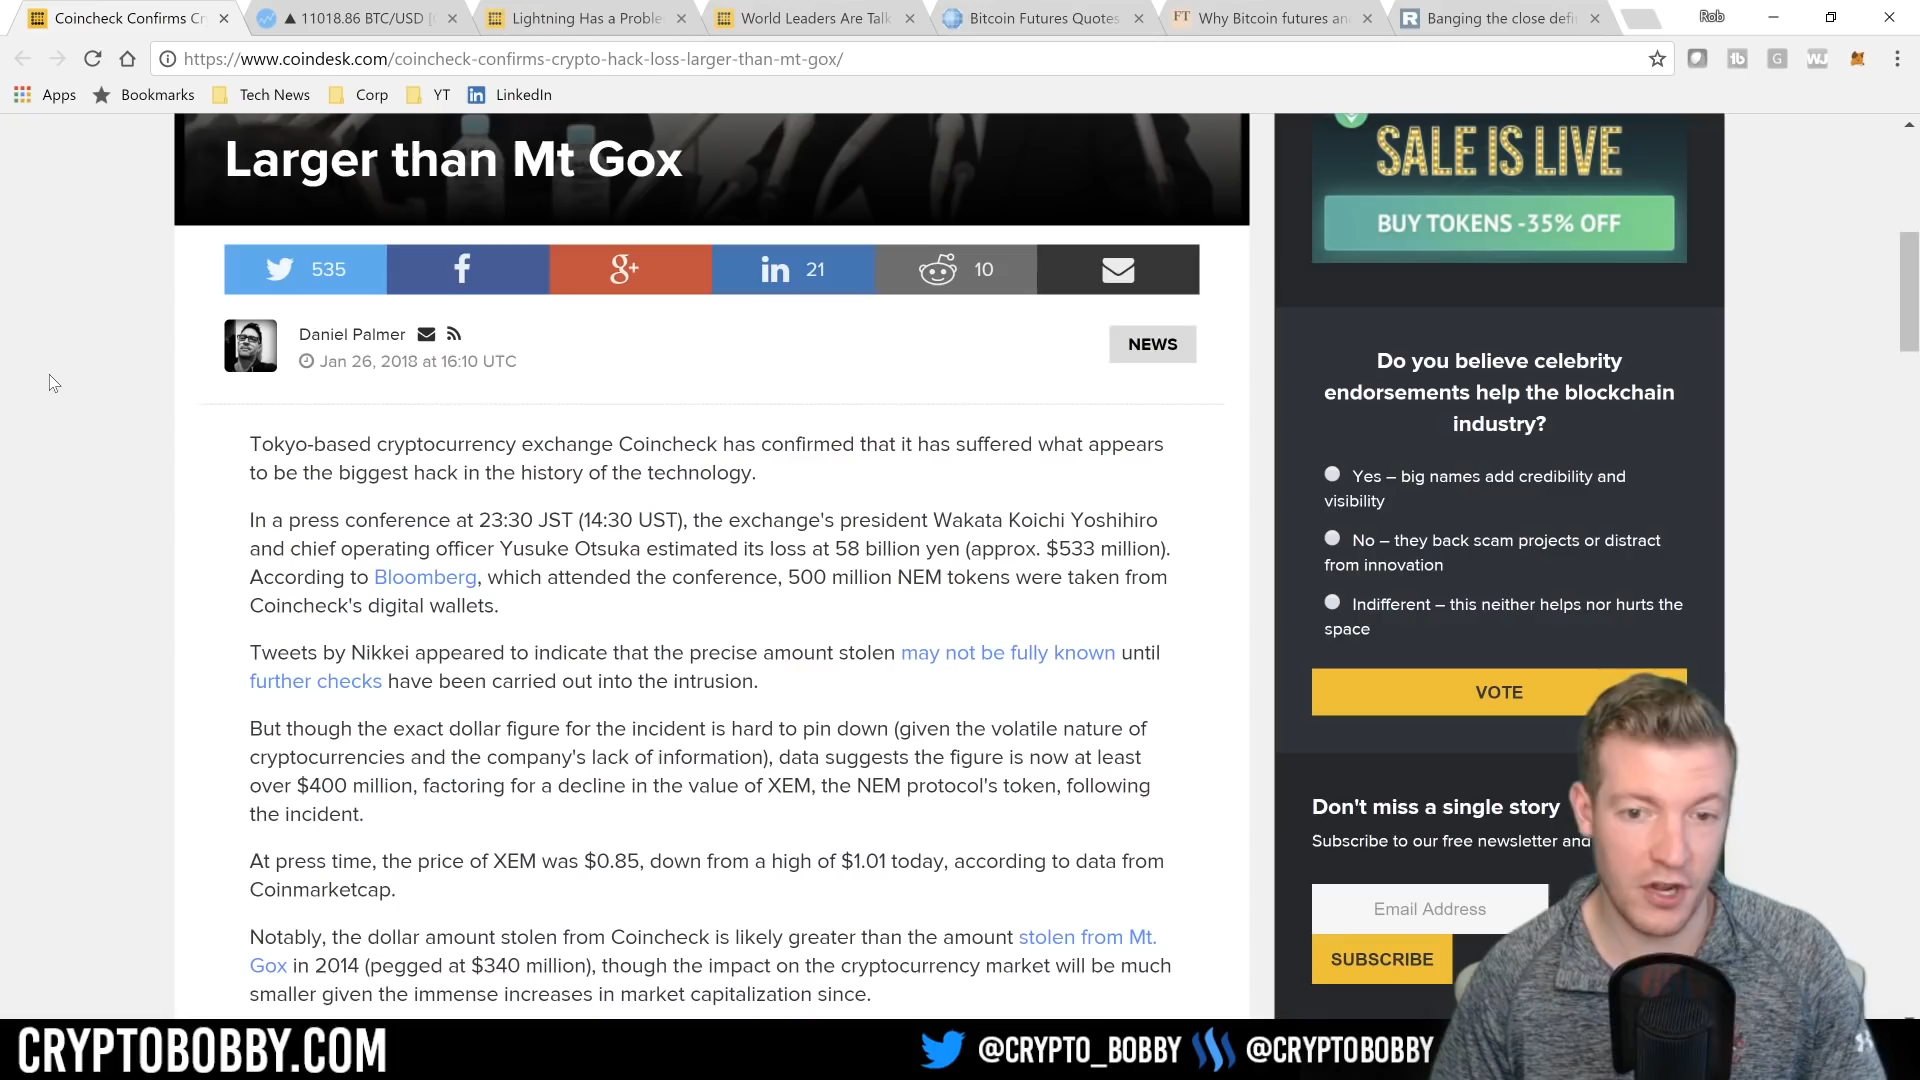 Coincheck Confirms Cr
▲ 11018.86 BTC/USD
Lightning Has a Proble
World Leaders Are Talk
Bitcoin Futures Quotes
FT
Why Bitcoin futures an
R
Banging the close defi
Rob
https://www.coindesk.com/coincheck-confirms-crypto-hack-loss-larger-than-mt-gox/
tb
G
WJ
Apps
Bookmarks
Tech News
Corp
YT
in
LinkedIn
Larger than Mt Gox
535
f
g+
in
21
10
Daniel Palmer
Jan 26, 2018 at 16:10 UTC
NEWS
Tokyo-based cryptocurrency exchange Coincheck has confirmed that it has suffered what appears
to be the biggest hack in the history of the technology.
In a press conference at 23:30 JST (14:30 UST), the exchange's president Wakata Koichi Yoshihiro
and chief operating officer Yusuke Otsuka estimated its loss at 58 billion yen (approx. $533 million).
According to Bloomberg, which attended the conference, 500 million NEM tokens were taken from
Coincheck's digital wallets.
Tweets by Nikkei appeared to indicate that the precise amount stolen may not be fully known until
further checks have been carried out into the intrusion.
But though the exact dollar figure for the incident is hard to pin down (given the volatile nature of
cryptocurrencies and the company's lack of information), data suggests the figure is now at least
over $400 million, factoring for a decline in the value of XEM, the NEM protocol's token, following
the incident.
At press time, the price of XEM was $0.85, down from a high of $1.01 today, according to data from
Coinmarketcap.
Notably, the dollar amount stolen from Coincheck is likely greater than the amount stolen from Mt.
Gox in 2014 (pegged at $340 million), though the impact on the cryptocurrency market will be much
smaller given the immense increases in market capitalization since.
SALE IS LIVE
BUY TOKENS -35% OFF
Do you believe celebrity
endorsements help the blockchain
industry?
Yes – big names add credibility and
visibility
No – they back scam projects or distract
from innovation
Indifferent – this neither helps nor hurts the
space
VOTE
Don't miss a single story
Subscribe to our free newsletter and
Email Address
SUBSCRIBE
CRYPTOBOBBY.COM
@CRYPTO_BOBBY
@CRYPTOBOBBY